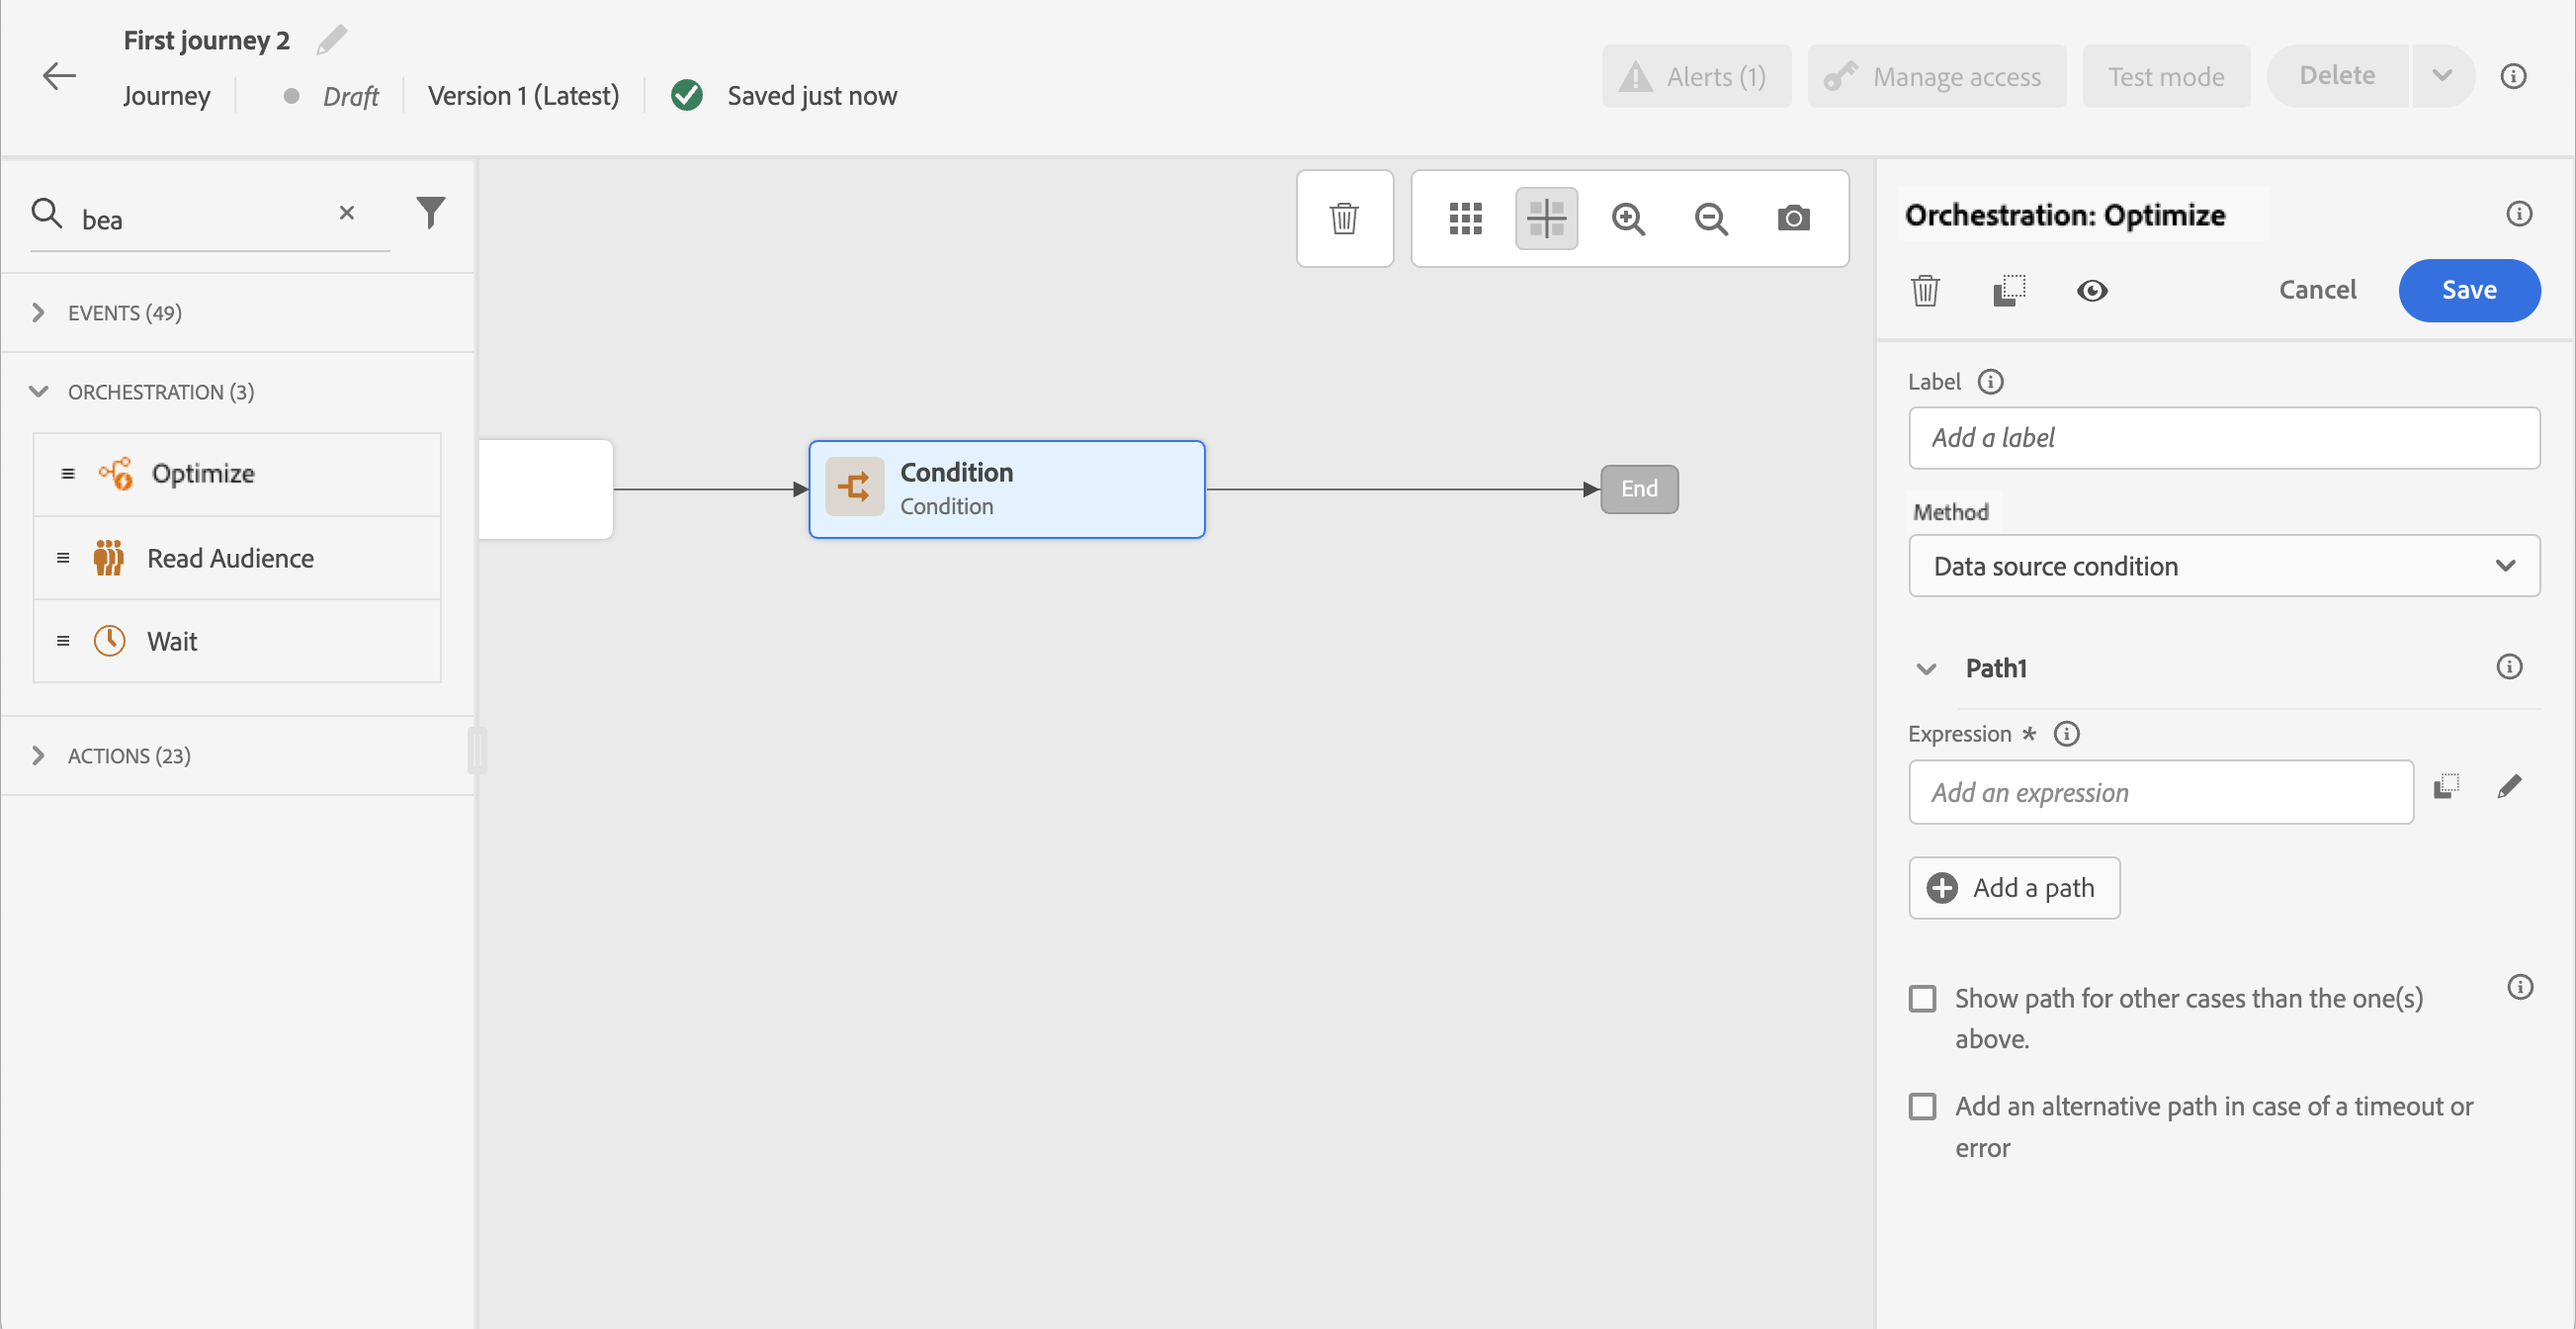 First journey 2
Journey
Draft
Version 1 (Latest)
Saved just now
Alerts (1)
Manage access
Test mode
Delete
bea
EVENTS (49)
ORCHESTRATION (3)
Optimize
Read Audience
Wait
ACTIONS (23)
Condition
Condition
End
Orchestration: Optimize
Cancel
Save
Label
Add a label
Method
Data source condition
Path1
Expression *
Add an expression
Add a path
Show path for other cases than the one(s)
above.
Add an alternative path in case of a timeout or
error